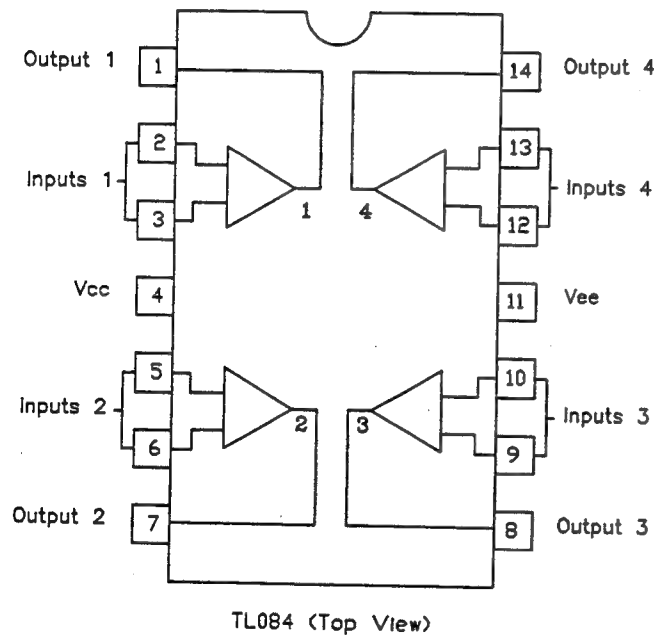 Output 1
1
14
Output 4
2
13
Inputs 1
1
4
Inputs 4
3
12
Vcc
4
11
Vee
5
10
Inputs 2
2
3
Inputs 3
6
9
Output 2
7
8
Output 3
TL084 (Top View)